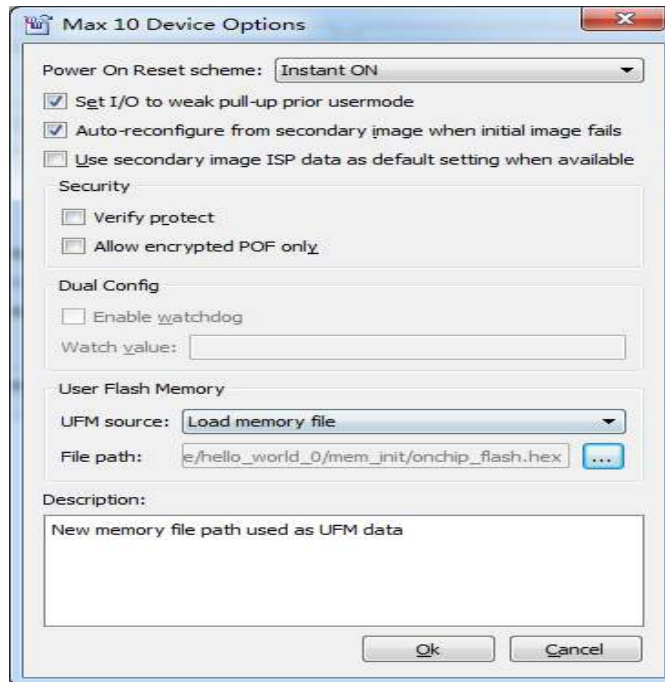 Max 10 Device Options
Power On Reset scheme: Instant ON
Set I/O to weak pull-up prior usermode
Auto-reconfigure from secondary image when initial image fails
Use secondary image ISP data as default setting when available
Security
Verify protect
Allow encrypted POF only
Dual Config
Enable watchdog
Watch value:
User Flash Memory
UFM source: Load memory file
File path: e/hello_world_0/mem_init/onchip_flash.hex ...
Description:
New memory file path used as UFM data
Ok Cancel